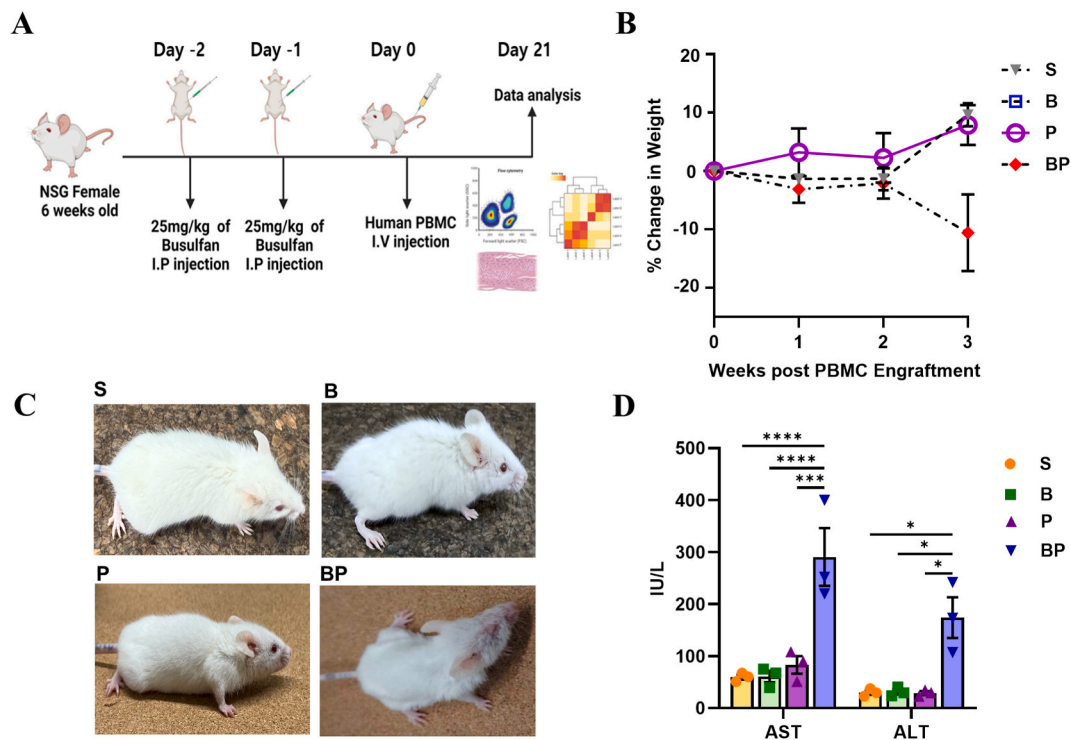 A
Day -2
Day -1
Day 0
Day 21
Data analysis
NSG Female
6 weeks old
25mg/kg of
Busulfan
I.P injection
25mg/kg of
Busulfan
I.P injection
Human PBMC
I.V injection
Flow cytometry
B
% Change in Weight
20
10
0
-10
-20
0
1
2
3
Weeks post PBMC Engraftment
S
B
P
BP
C
S
B
P
BP
D
IU/L
500
400
300
200
100
0
****
****
***
*
*
*
AST
ALT
S
B
P
BP